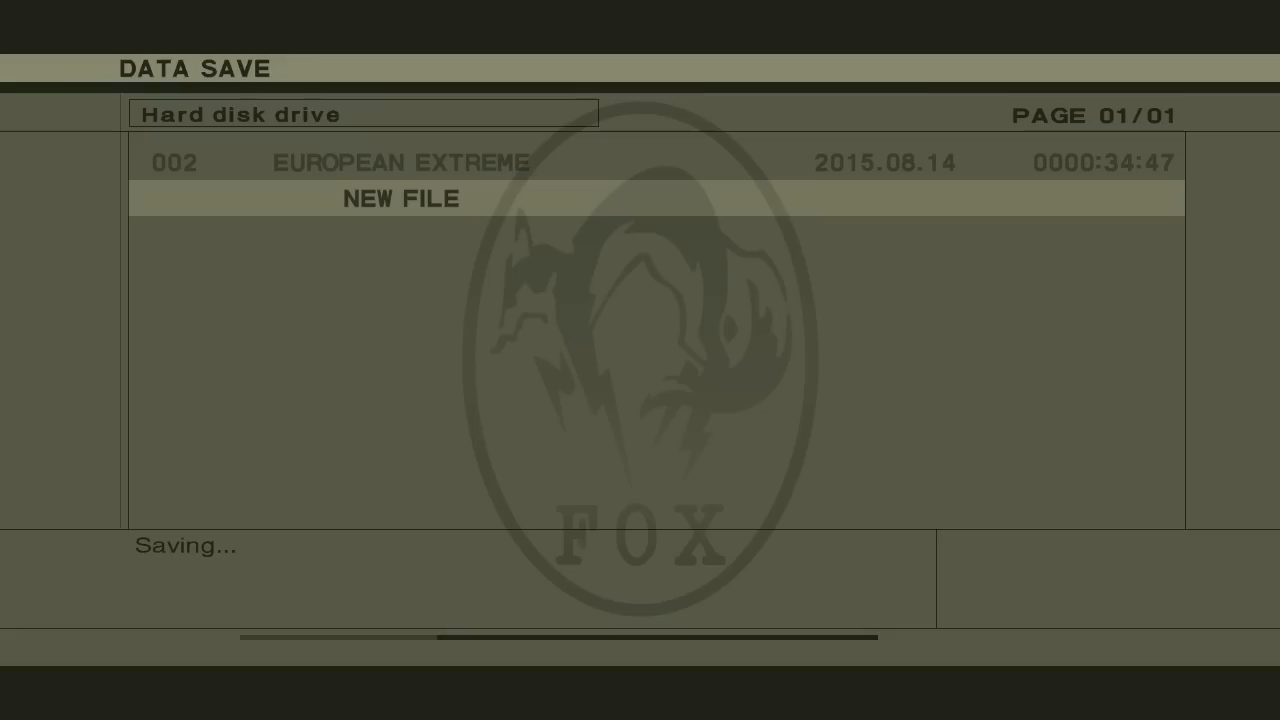 DATA SAVE
Hard disk drive PAGE 01/01
002 EUROPEAN EXTREME 2015.08.14 0000:34:47
NEW FILE
FOX
Saving...